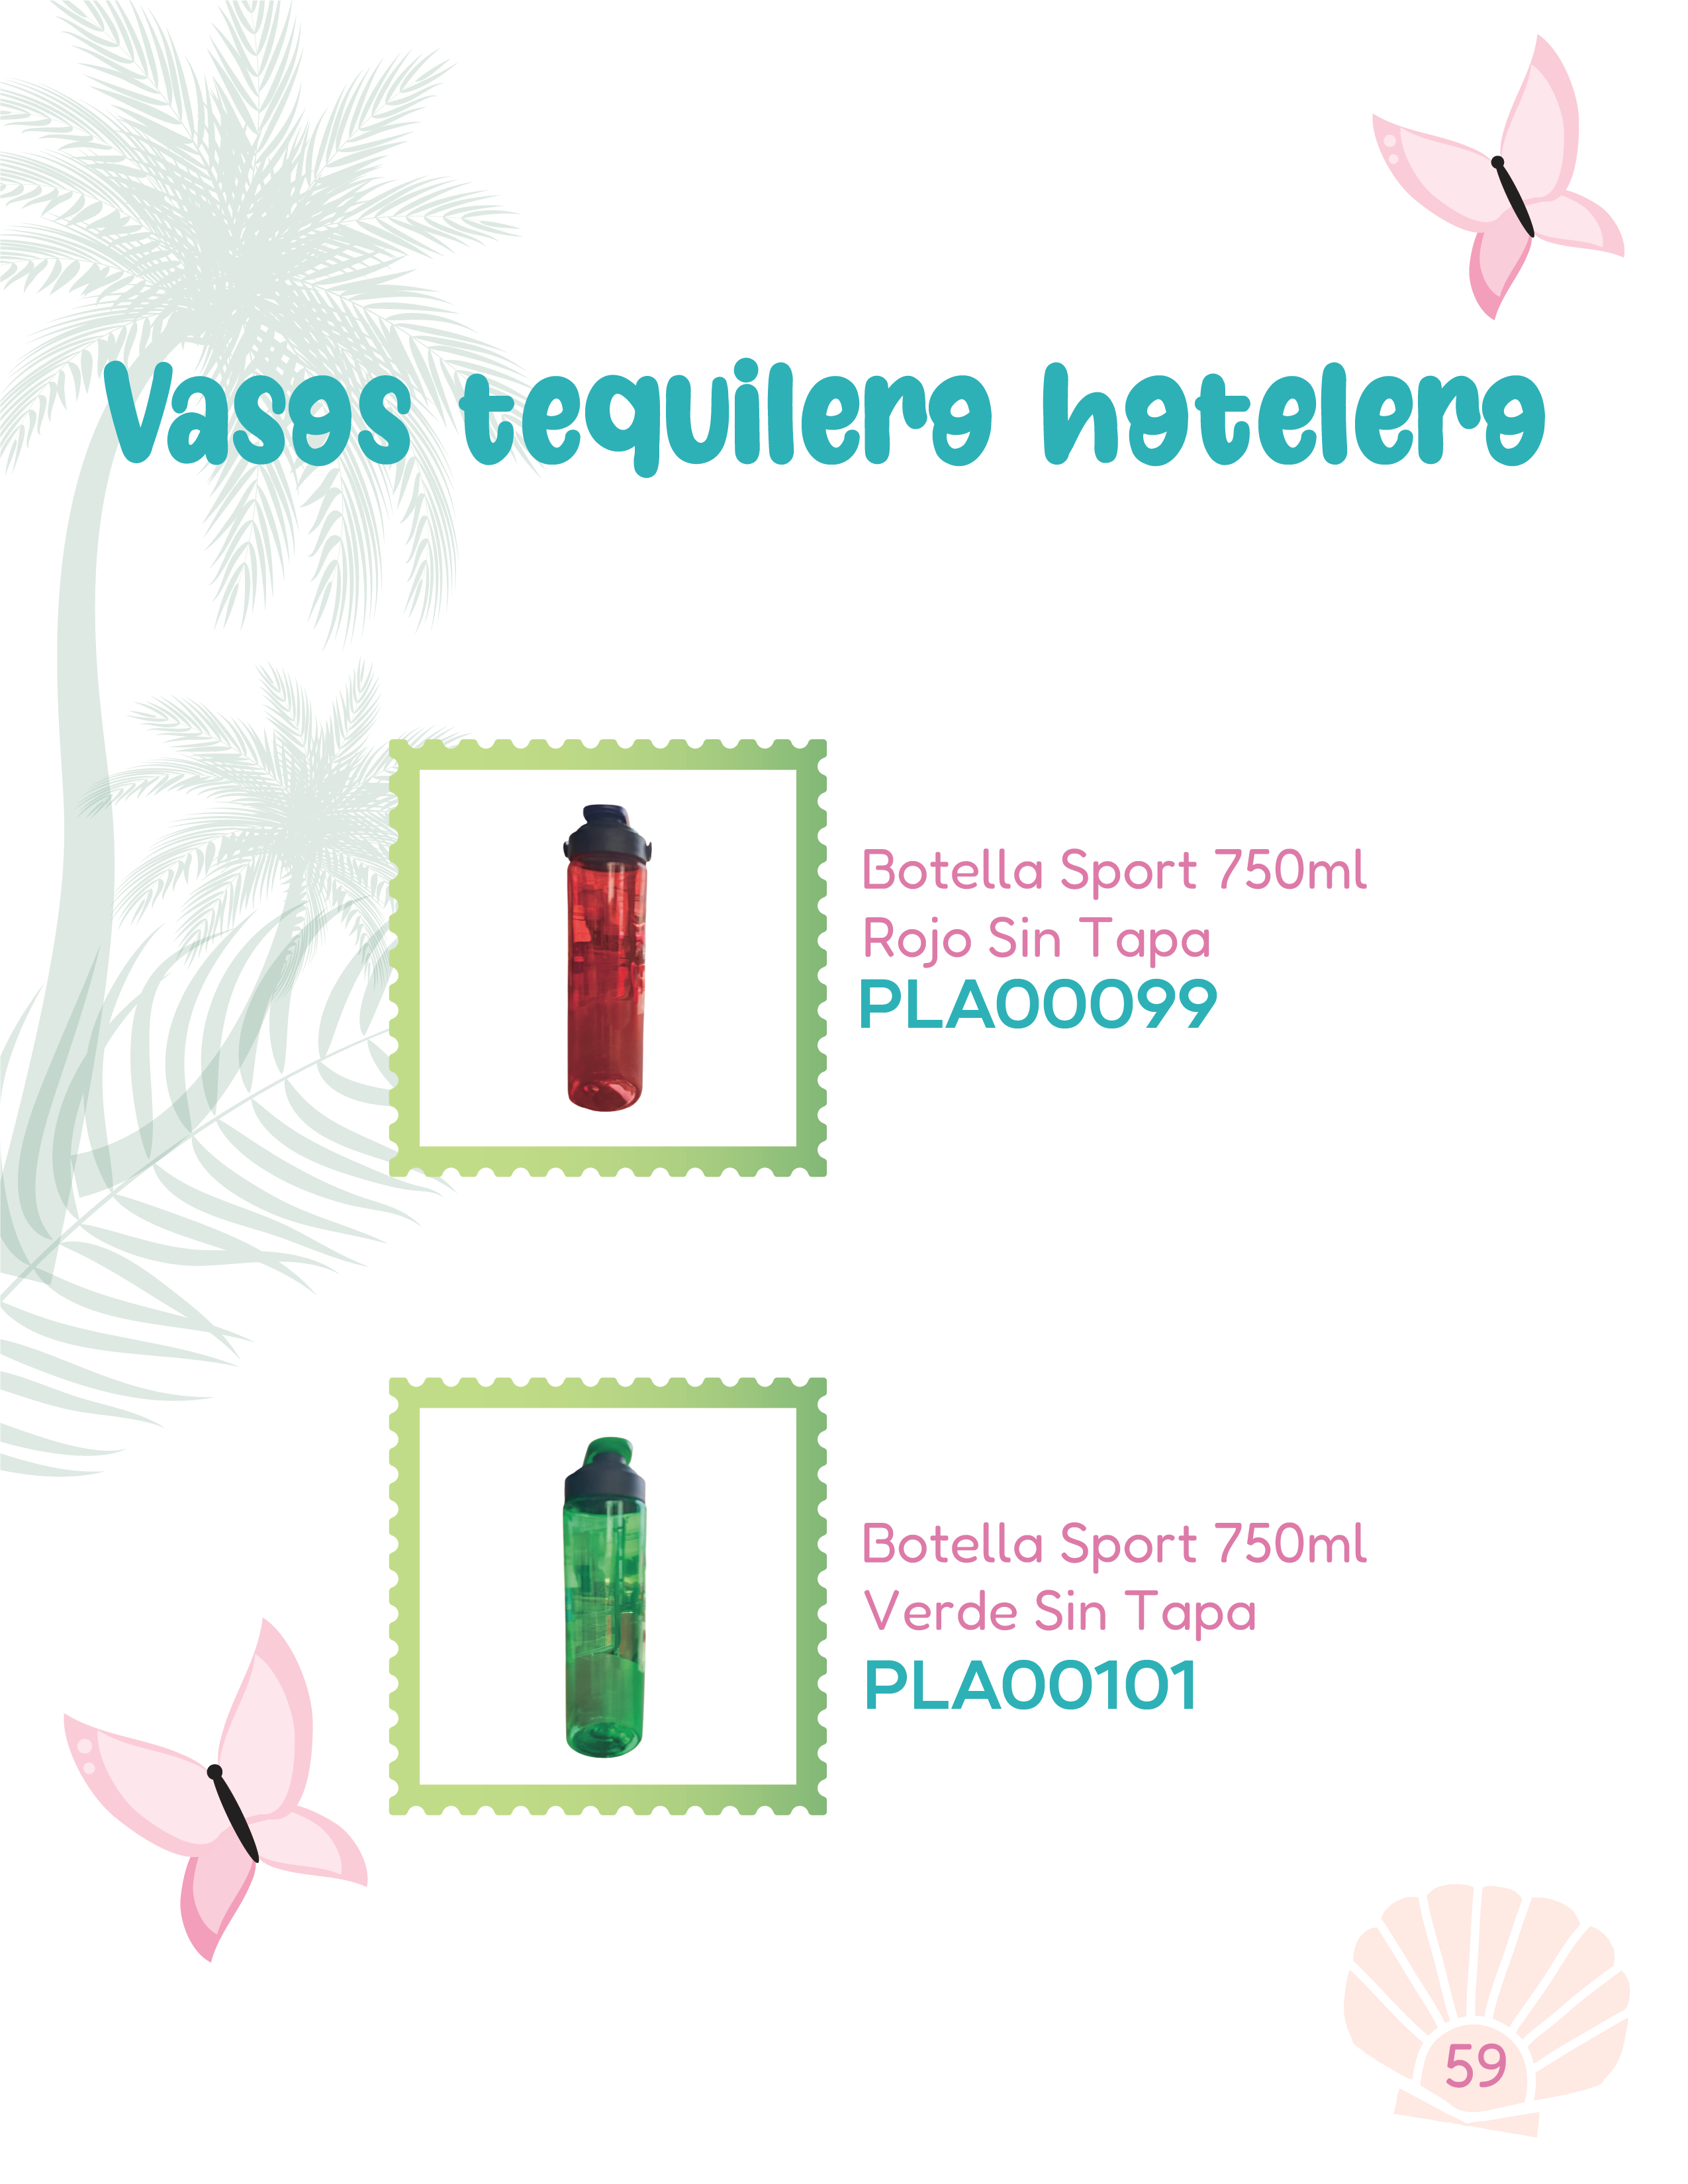 Vasos tequilero hotelero
Botella Sport 750ml
Rojo Sin Tapa
PLA00099
Botella Sport 750ml
Verde Sin Tapa
PLA00101
59